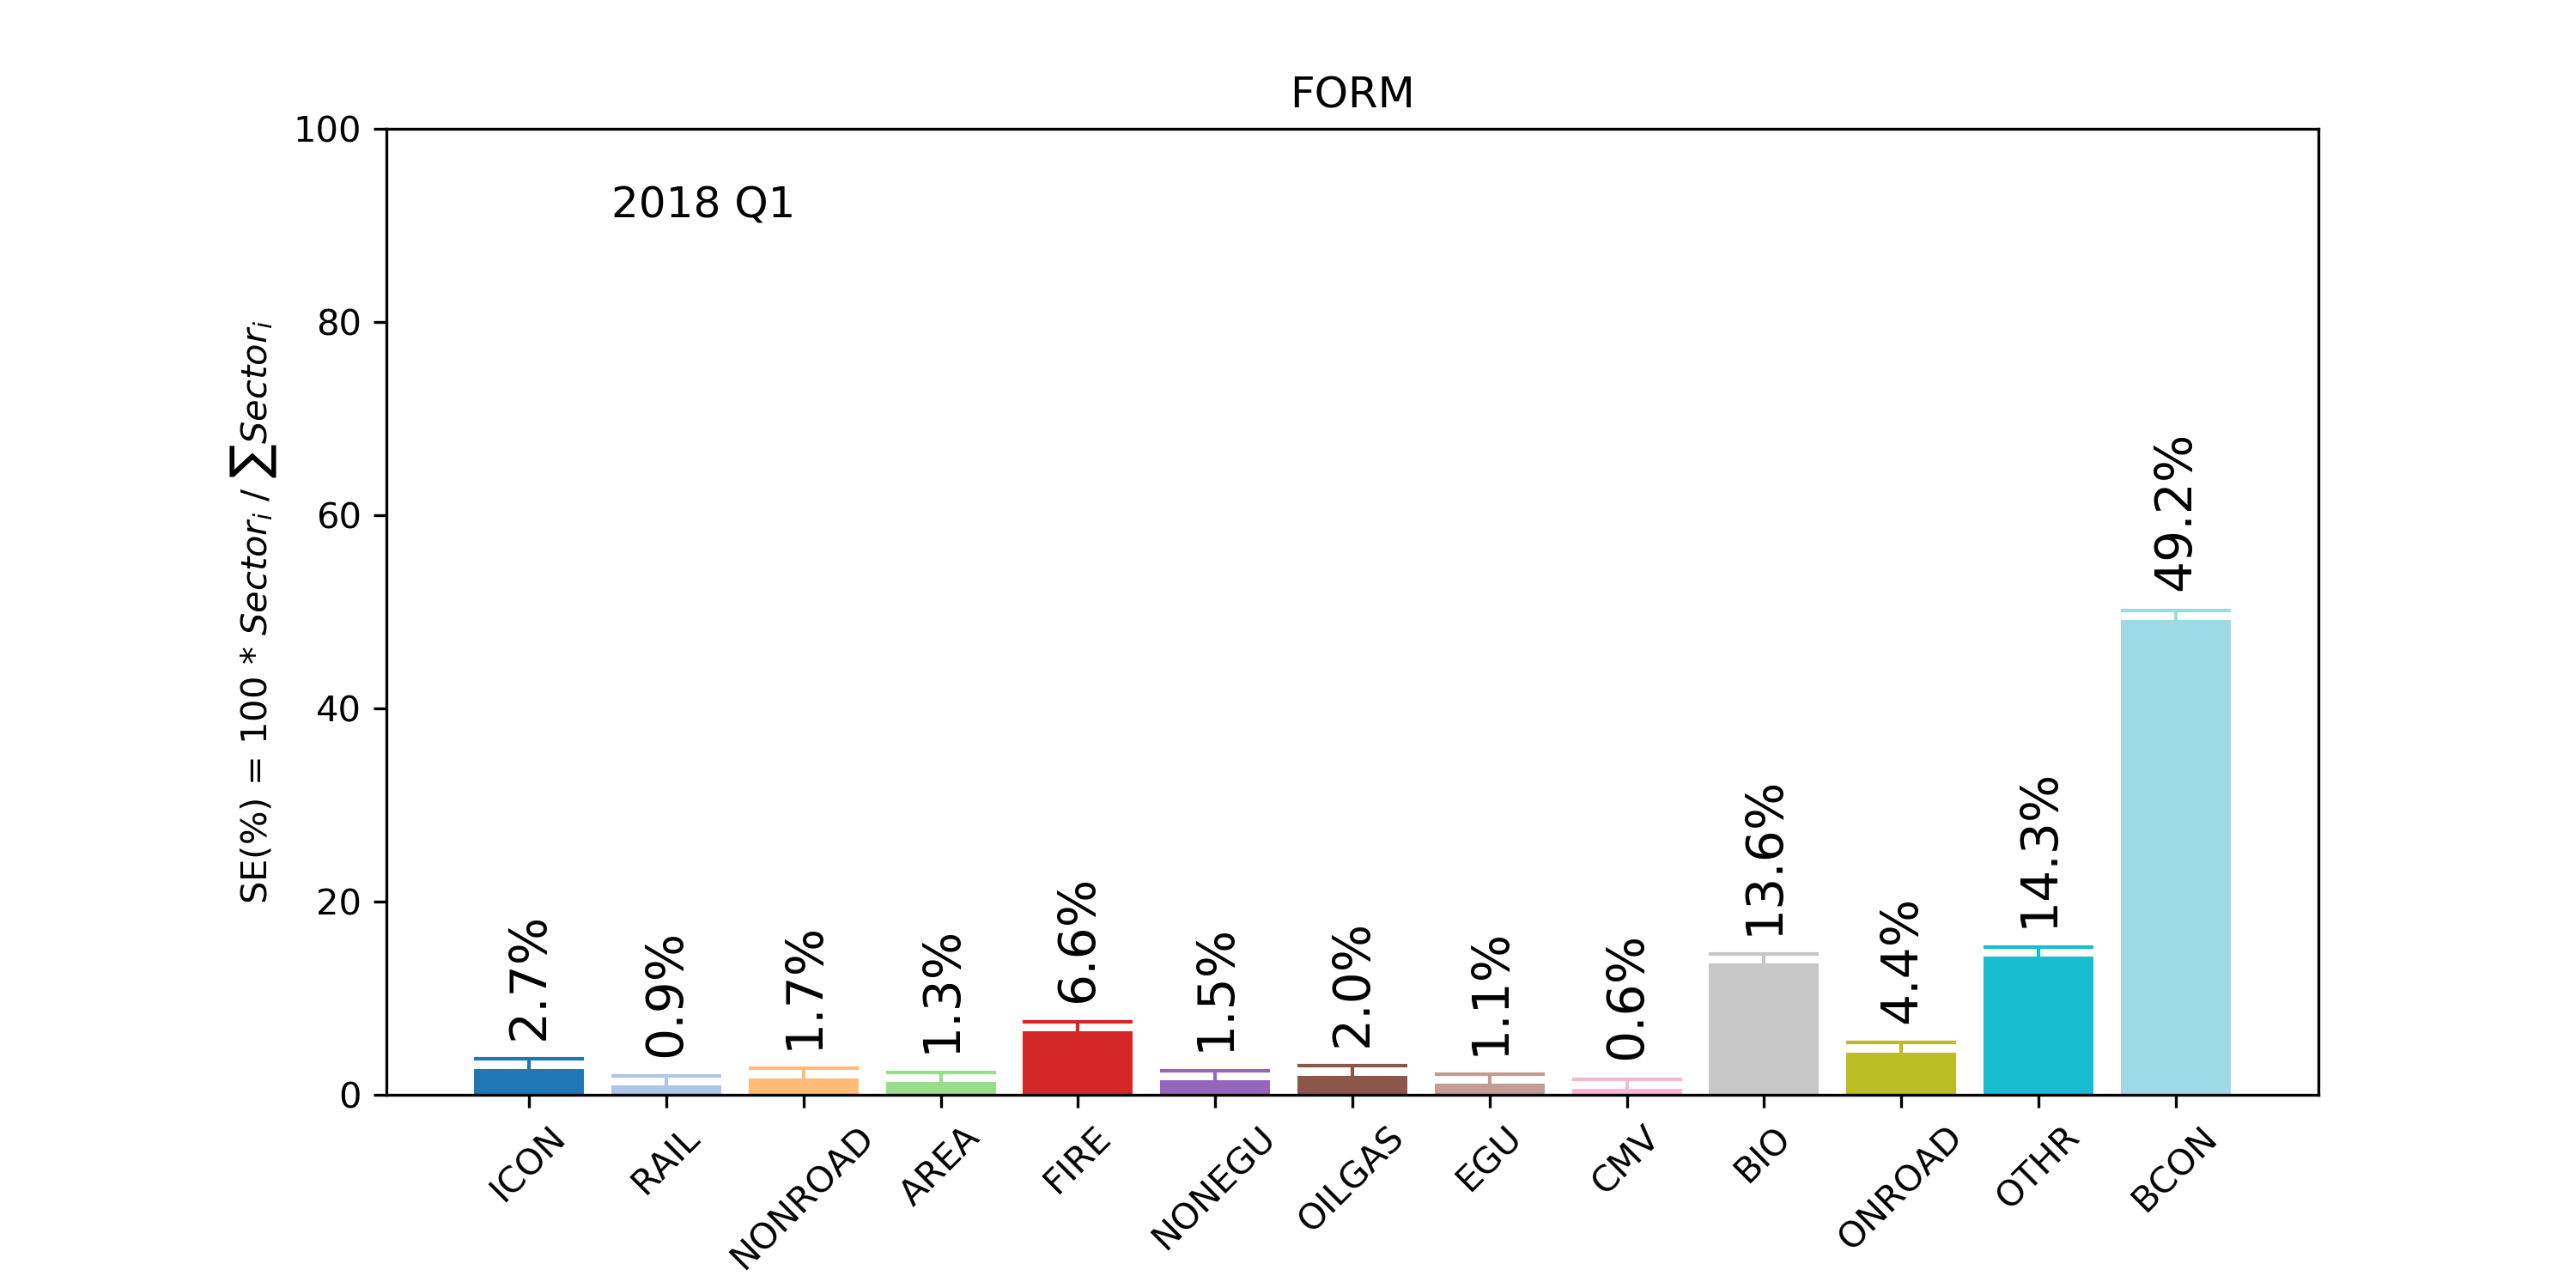 FORM
2018 Q1
SE(%) = 100 * Sectorᵢ / ∑Sectorᵢ
100
80
60
40
20
0
2.7%
0.9%
1.7%
1.3%
6.6%
1.5%
2.0%
1.1%
0.6%
13.6%
4.4%
14.3%
49.2%
ICON
RAIL
NONROAD
AREA
FIRE
NONEGU
OILGAS
EGU
CMV
BIO
ONROAD
OTHR
BCON